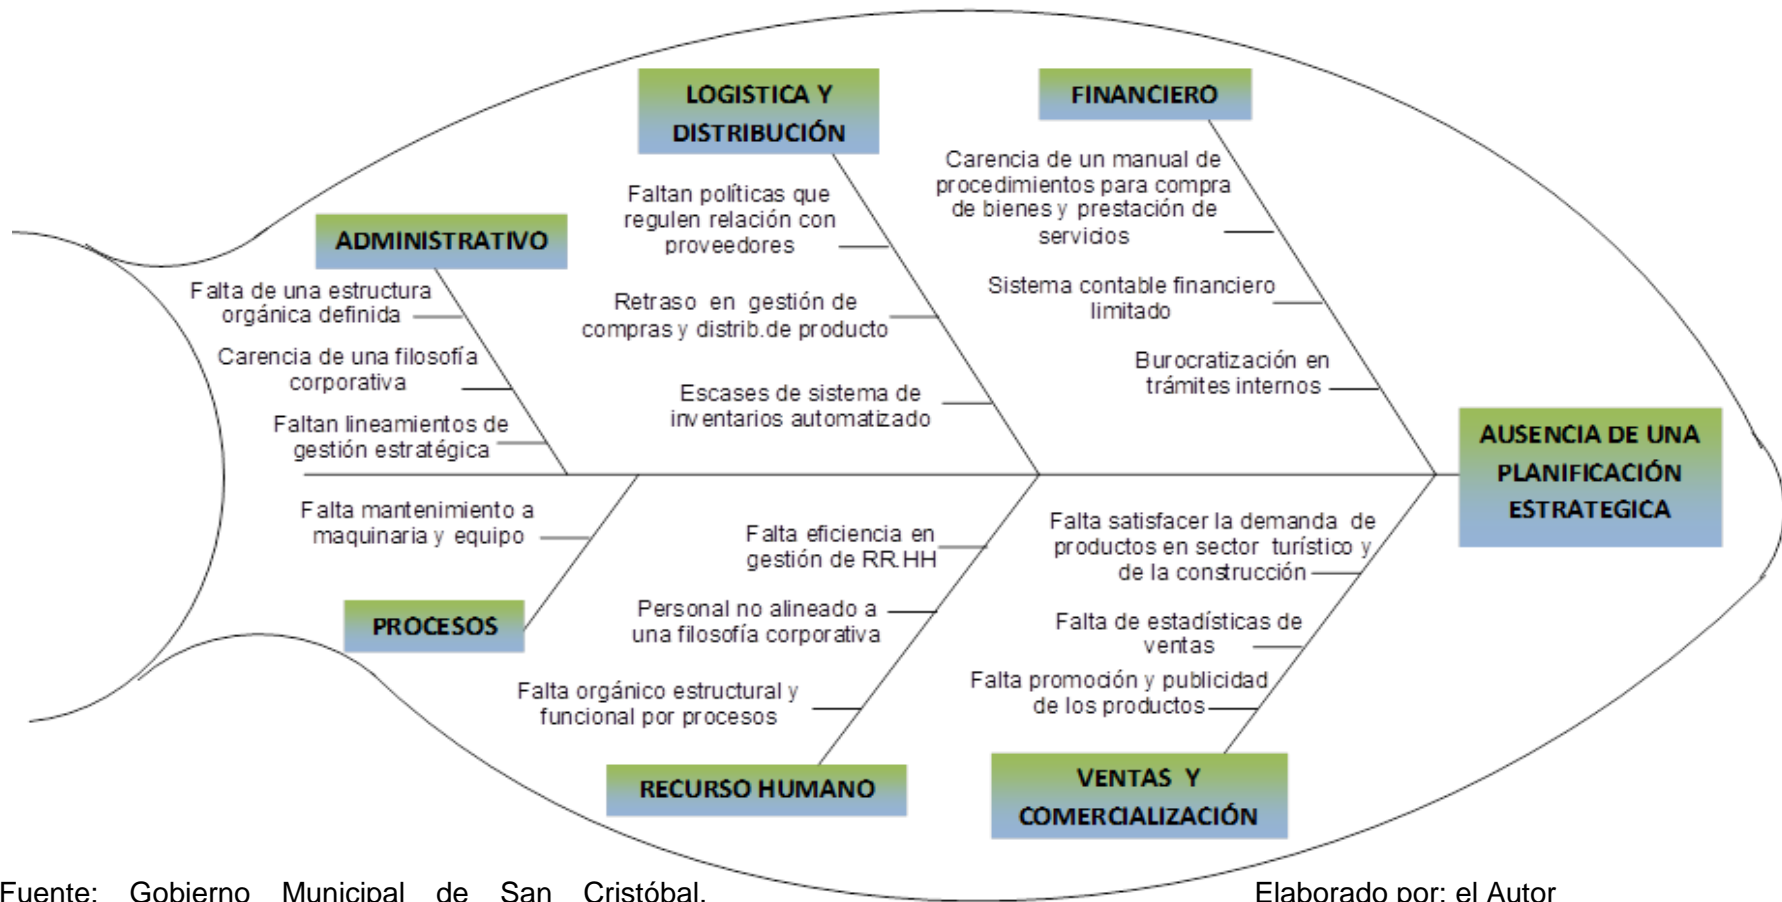 LOGISTICA Y
DISTRIBUCIÓN
FINANCIERO
Faltan políticas que
regulen relación con
proveedores
Carencia de un manual de
procedimientos para compra
de bienes y prestación de
servicios
ADMINISTRATIVO
Falta de una estructura
orgánica definida
Retraso en gestión de
compras y distrib.de producto
Sistema contable financiero
limitado
Carencia de una filosofía
corporativa
Escases de sistema de
inventarios automatizado
Burocratización en
trámites internos
Faltan lineamientos de
gestión estratégica
AUSENCIA DE UNA
PLANIFICACIÓN
ESTRATEGICA
Falta mantenimiento a
maquinaria y equipo
Falta eficiencia en
gestión de RR.HH
Falta satisfacer la demanda de
productos en sector turístico y
de la construcción
PROCESOS
Personal no alineado a
una filosofía corporativa
Falta de estadísticas de
ventas
Falta orgánico estructural y
funcional por procesos
Falta promoción y publicidad
de los productos
RECURSO HUMANO
VENTAS Y
COMERCIALIZACIÓN
Fuente: Gobierno Municipal de San Cristóbal.
Elaborado por: el Autor